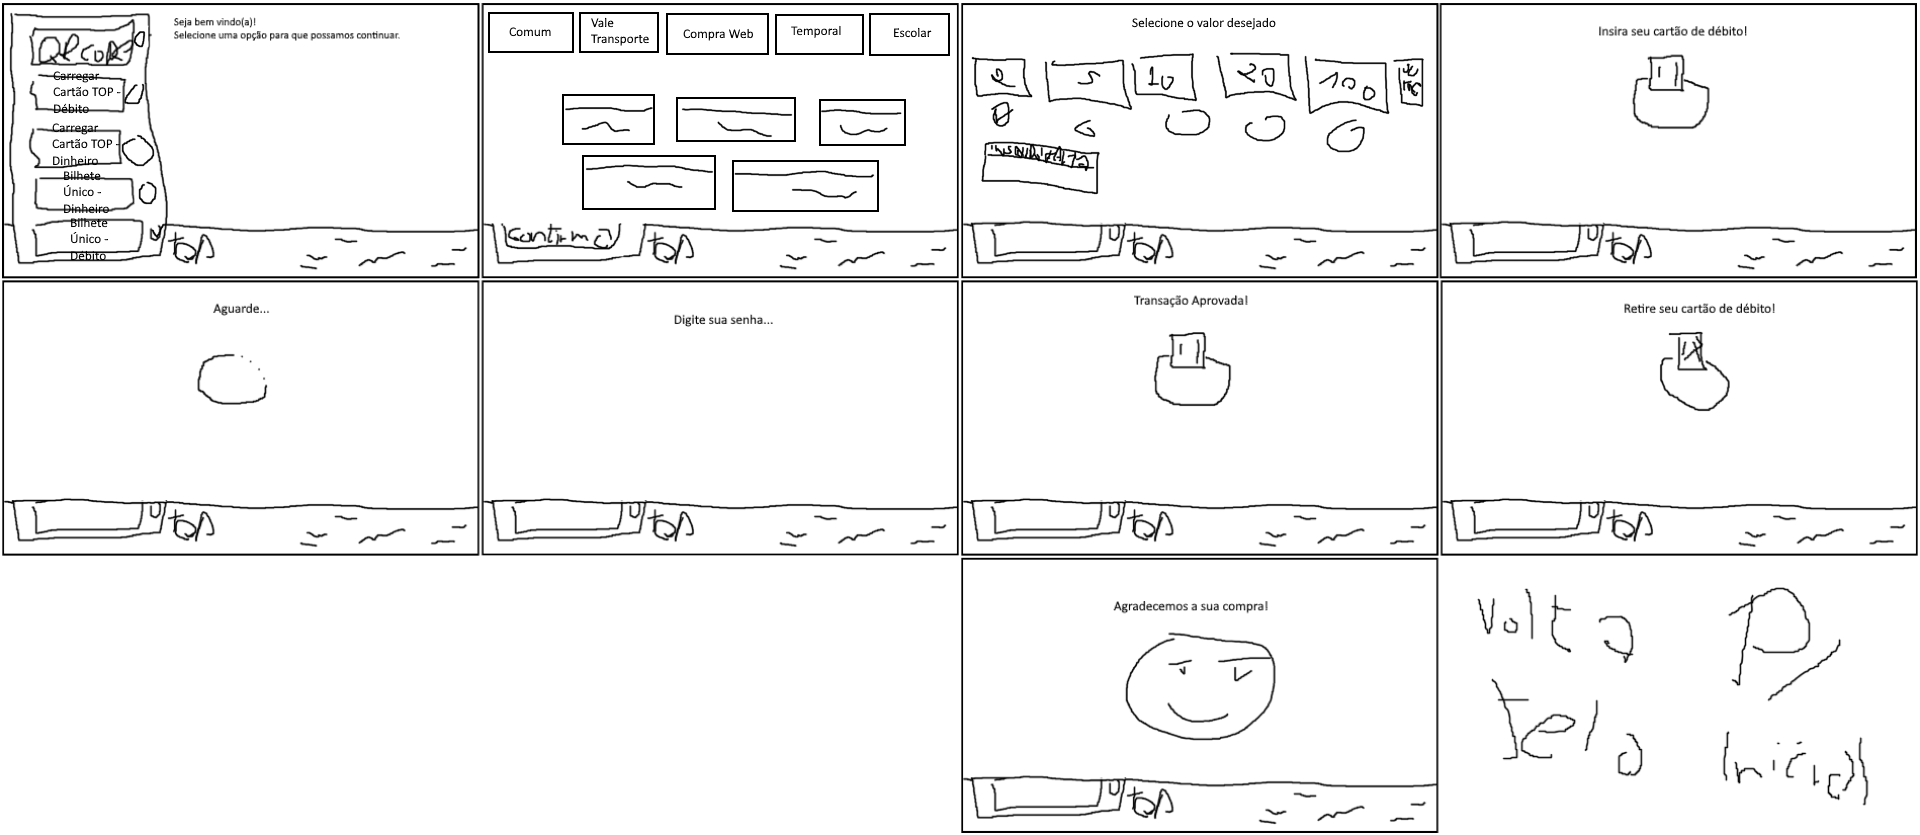 Seja bem vindo(a)!
Selecione uma opção para que possamos continuar.
QR CODE
Carregar
Cartão TOP -
Débito
Carregar
Cartão TOP -
Dinheiro
Bilhete
Único -
Dinheiro
Bilhete
Único -
Débito
top
Comum
Vale
Transporte
Compra Web
Temporal
Escolar
Confirma
top
Selecione o valor desejado
2
5
10
20
100
top
Insira seu cartão de débito!
top
Aguarde...
top
Digite sua senha...
top
Transação Aprovada!
top
Retire seu cartão de débito!
top
Agradecemos a sua compra!
top
Volta p/
Tela Inicial